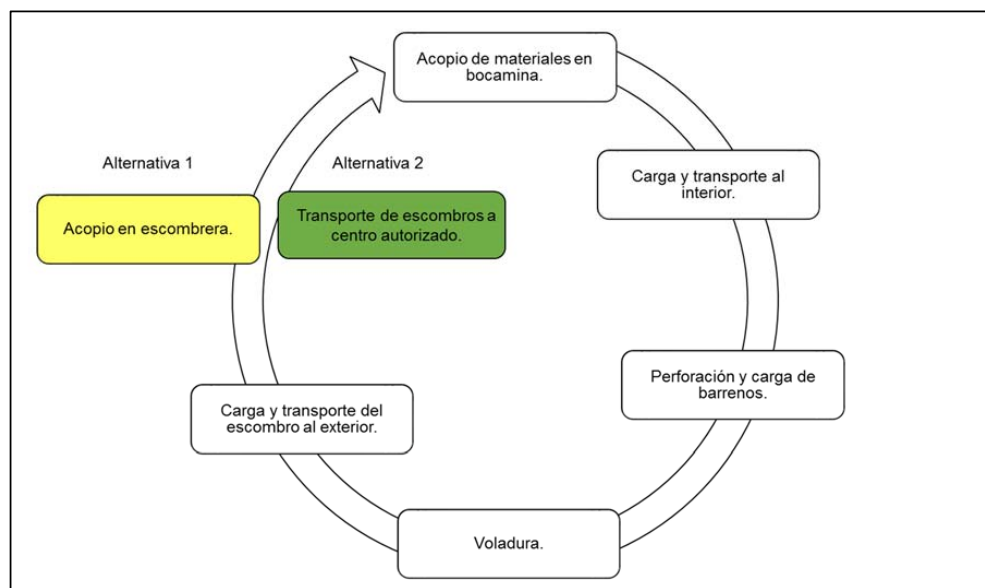 Acopio de materiales en
bocamina.
Alternativa 1
Alternativa 2
Carga y transporte al
interior.
Acopio en escombrera.
Transporte de escombros a
centro autorizado.
Perforación y carga de
barrenos.
Carga y transporte del
escombro al exterior.
Voladura.